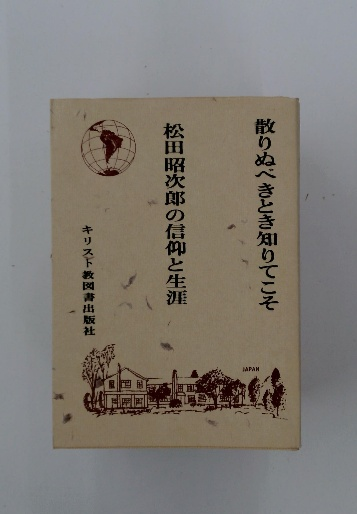 散りぬべきとき知りてこそ
松田昭次郎の信仰と生涯
キリスト教図書出版社
JAPAN